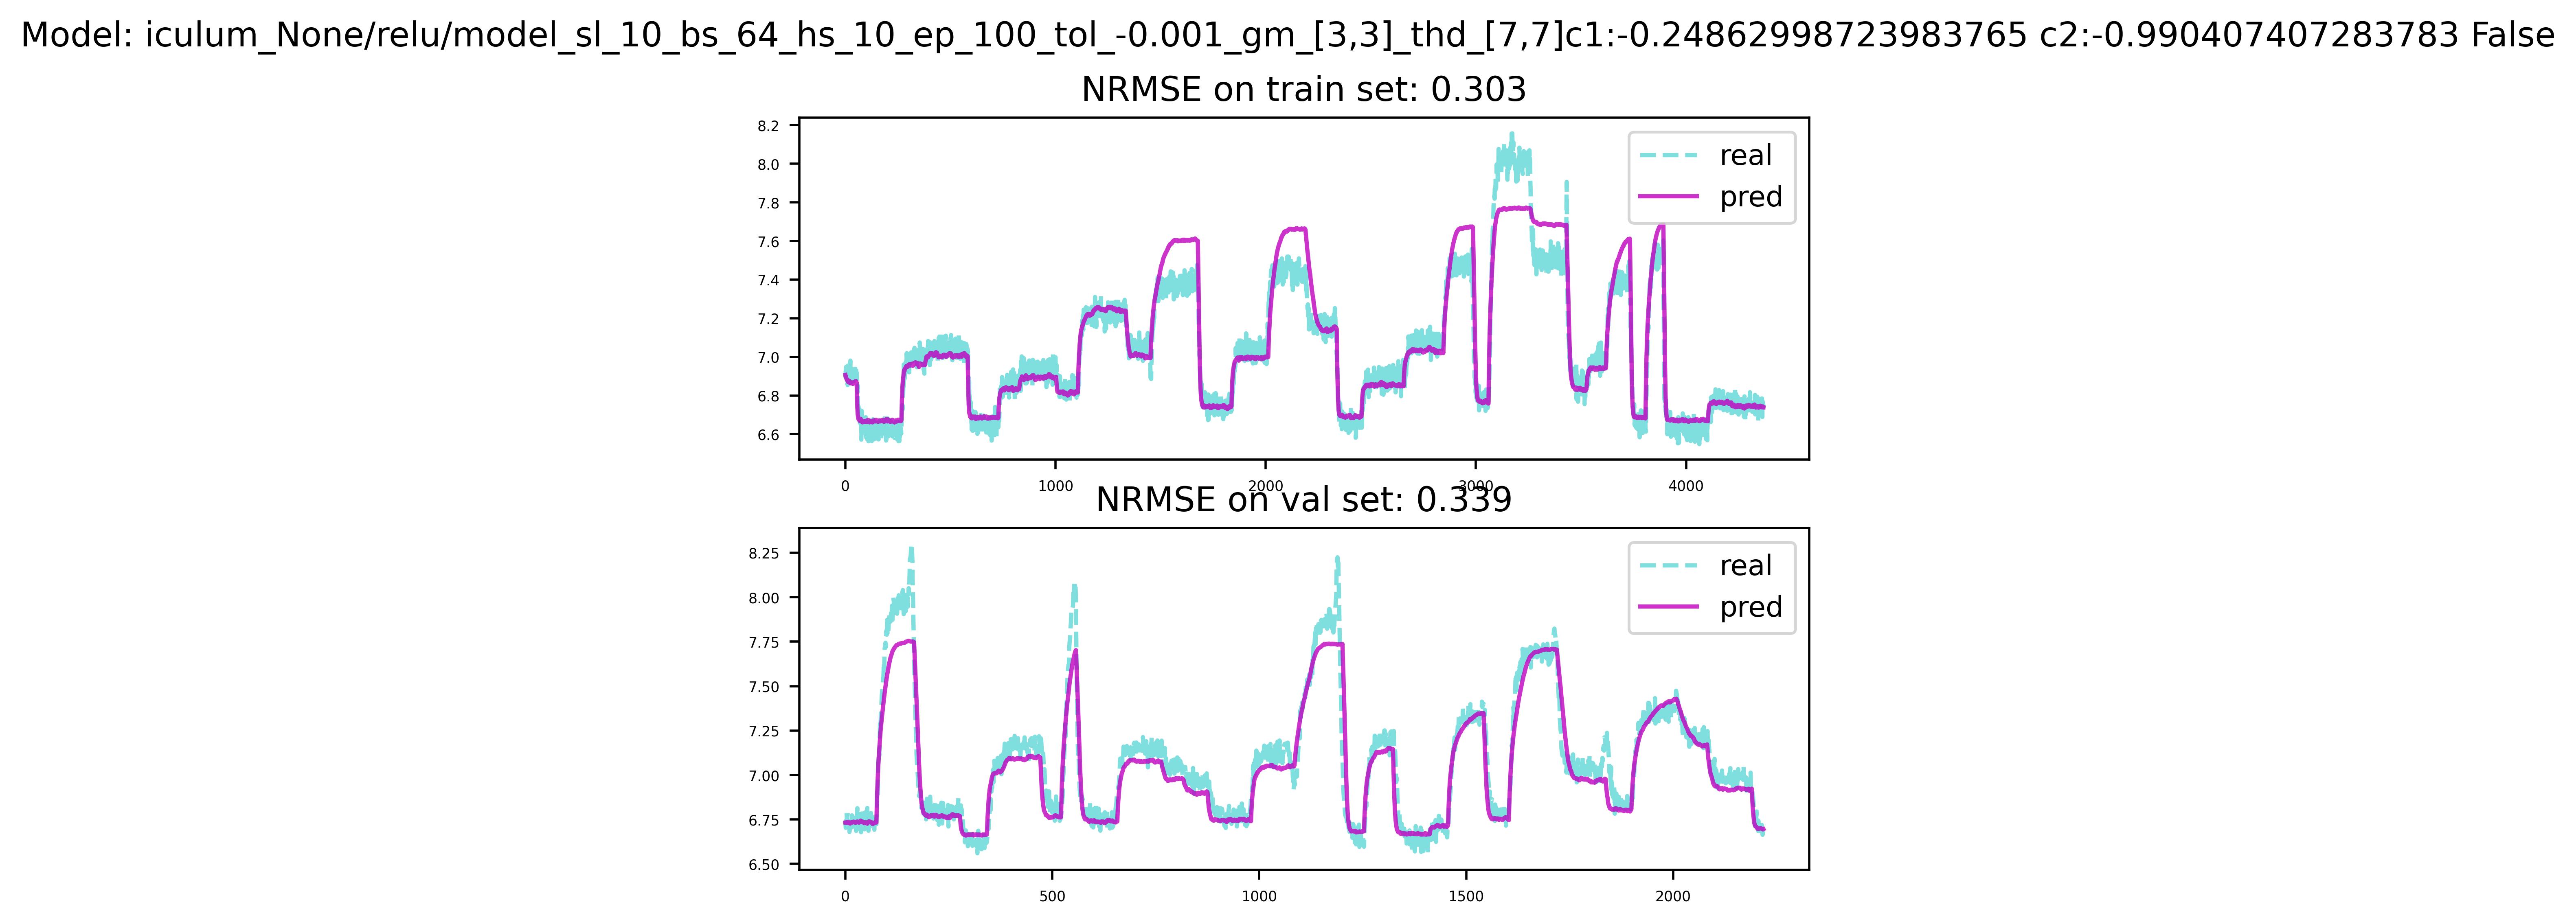 Model: iculum_None/relu/model_sl_10_bs_64_hs_10_ep_100_tol_-0.001_gm_[3,3]_thd_[7,7]c1:-0.24862998723983765 c2:-0.990407407283783 False
NRMSE on train set: 0.303
8.2
8.0
7.8
7.6
7.4
7.2
7.0
6.8
6.6
real
pred
0 1000 2000 3000 4000
NRMSE on val set: 0.339
8.25
8.00
7.75
7.50
7.25
7.00
6.75
6.50
real
pred
0 500 1000 1500 2000